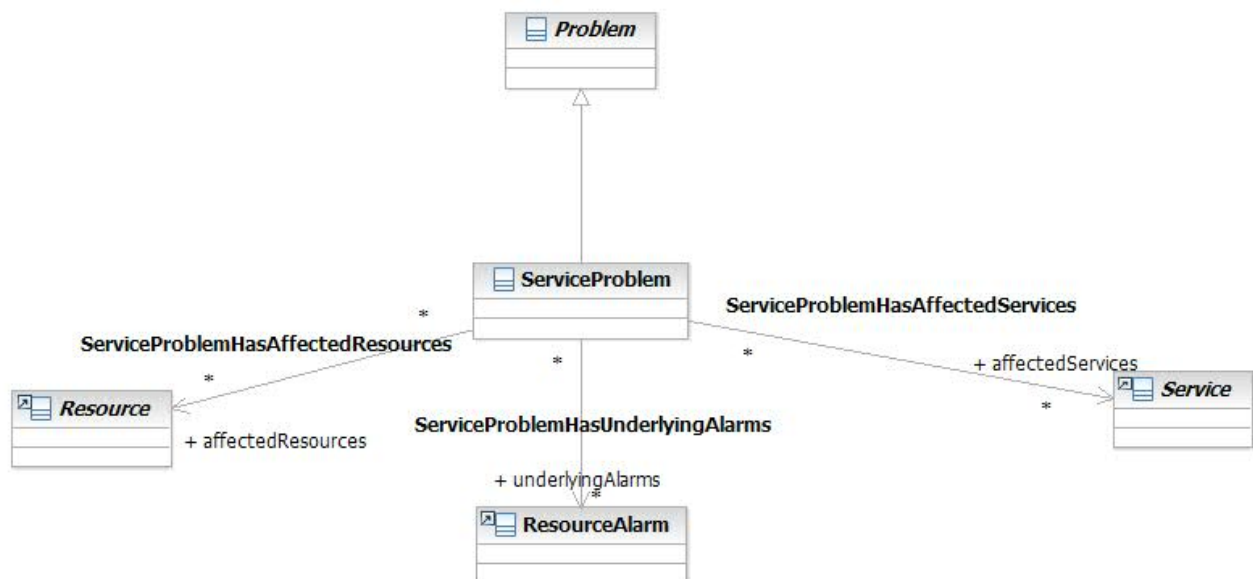 Problem
ServiceProblem
ServiceProblemHasAffectedServices
*
ServiceProblemHasAffectedResources
*
*
*
+ affectedServices
*
Resource
Service
*
+ affectedResources
ServiceProblemHasUnderlyingAlarms
+ underlyingAlarms
*
ResourceAlarm